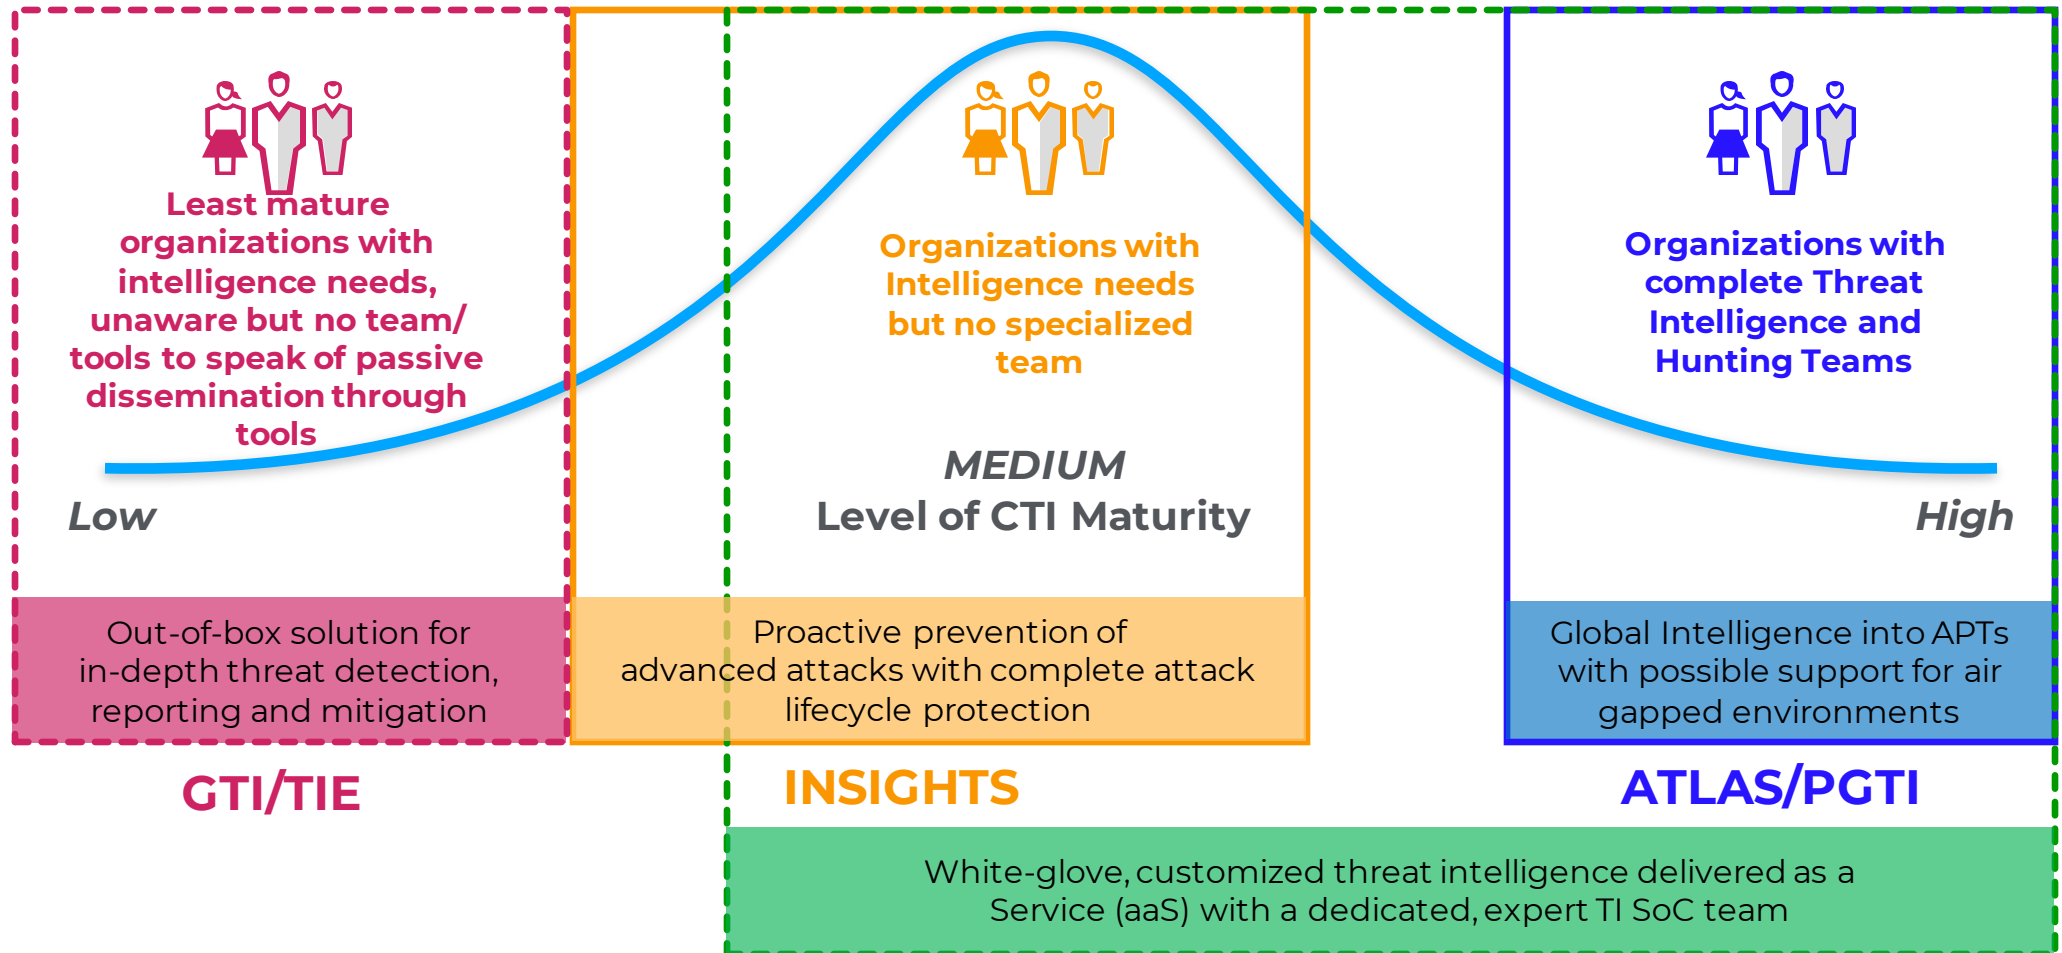 Least mature
organizations with
intelligence needs,
unaware but no team/
tools to speak of passive
dissemination through
tools
Organizations with
Intelligence needs
but no specialized
team
Organizations with
complete Threat
Intelligence and
Hunting Teams
Low
MEDIUM
Level of CTI Maturity
High
Out-of-box solution for
in-depth threat detection,
reporting and mitigation
Proactive prevention of
advanced attacks with complete attack
lifecycle protection
Global Intelligence into APTs
with possible support for air
gapped environments
GTI/TIE
INSIGHTS
ATLAS/PGTI
White-glove, customized threat intelligence delivered as a
Service (aaS) with a dedicated, expert TI SoC team